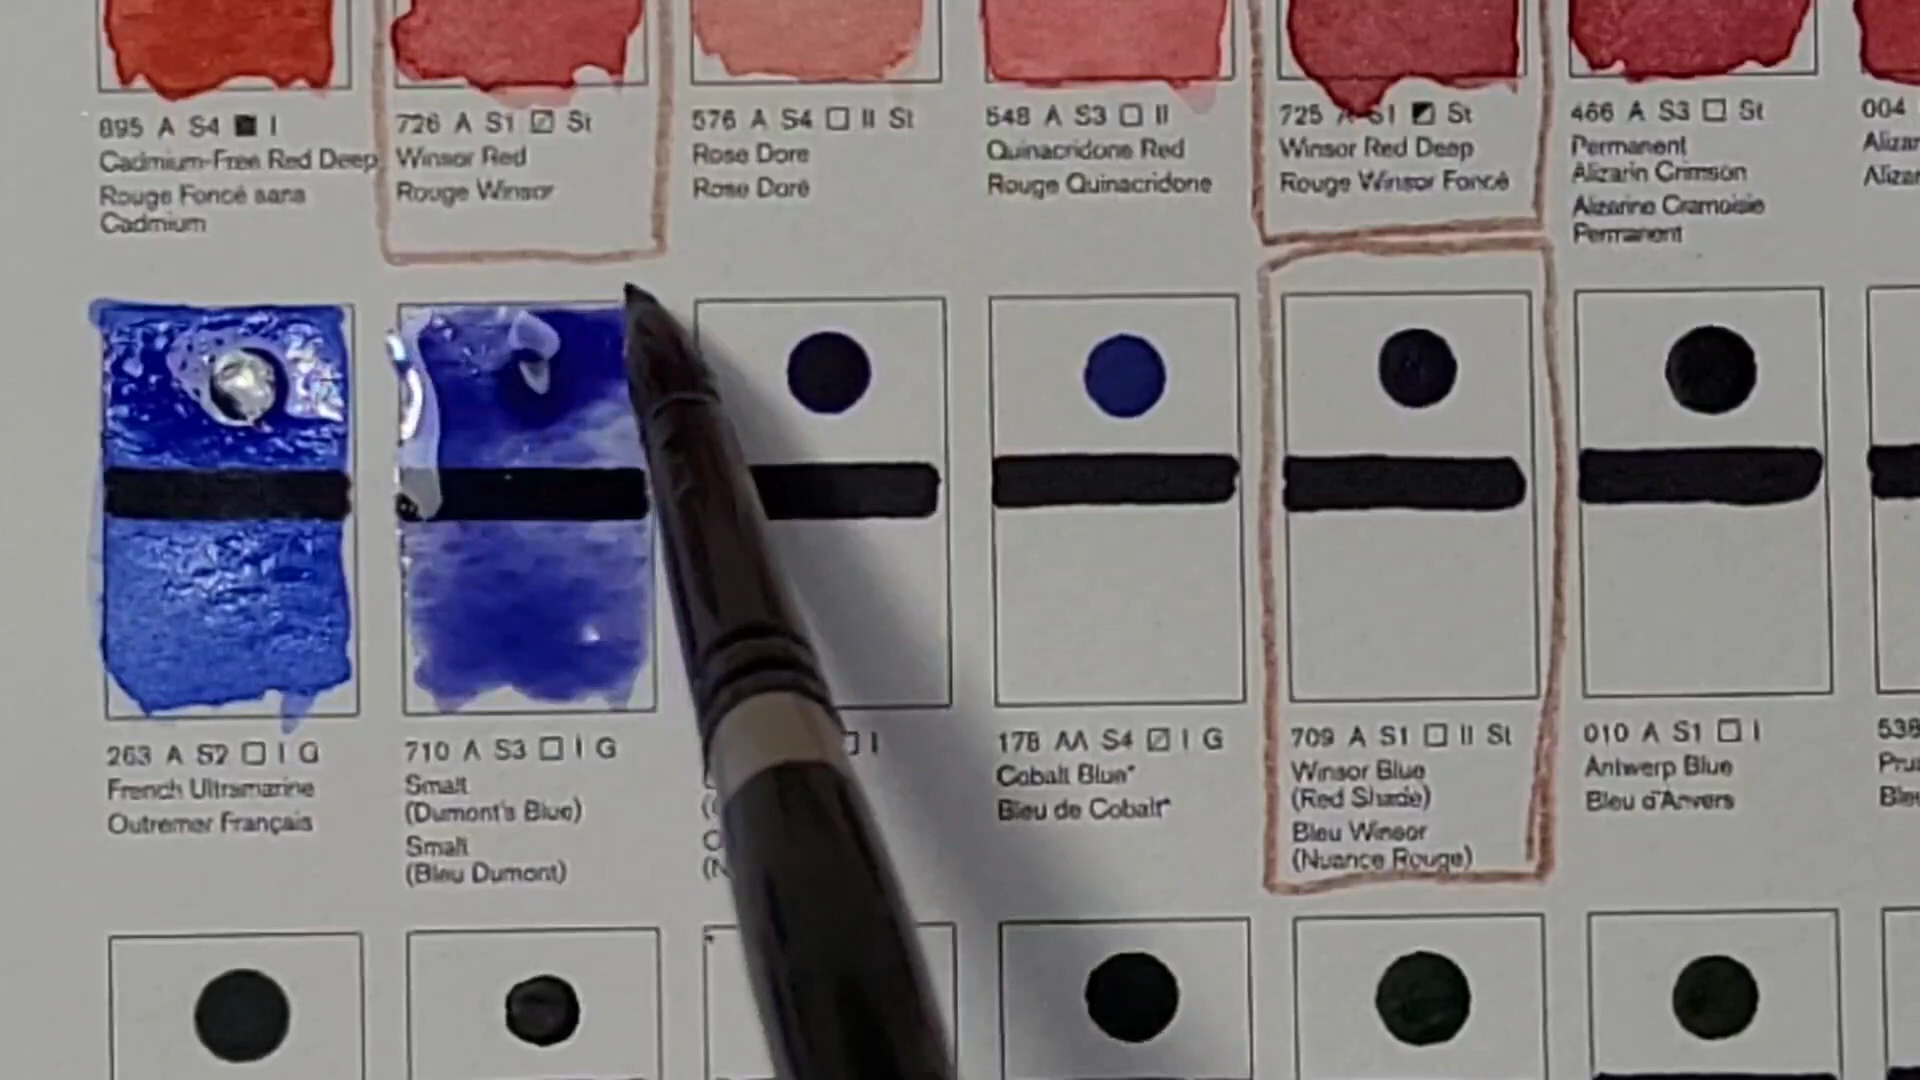 895 A S4 I
Cadmium-Free Red Deep
Rouge Foncé sans
Cadmium
726 A S1 St
Winsor Red
Rouge Winsor
576 A S4 II St
Rose Dore
Rose Doré
548 A S3 II
Quinacridone Red
Rouge Quinacridone
725 A S1 St
Winsor Red Deep
Rouge Winsor Foncé
466 A S3 St
Permanent
Alizarin Crimson
Alizarine Cramoisie
Permanent
004
263 A S2 I G
French Ultramarine
Outremer Français
710 A S3 I G
Smalt
(Dumont's Blue)
Smalt
(Bleu Dumont)
I
178 AA S4 I G
Cobalt Blue*
Bleu de Cobalt*
709 A S1 II St
Winsor Blue
(Red Shade)
Bleu Winsor
(Nuance Rouge)
010 A S1 I
Antwerp Blue
Bleu d'Anvers
538